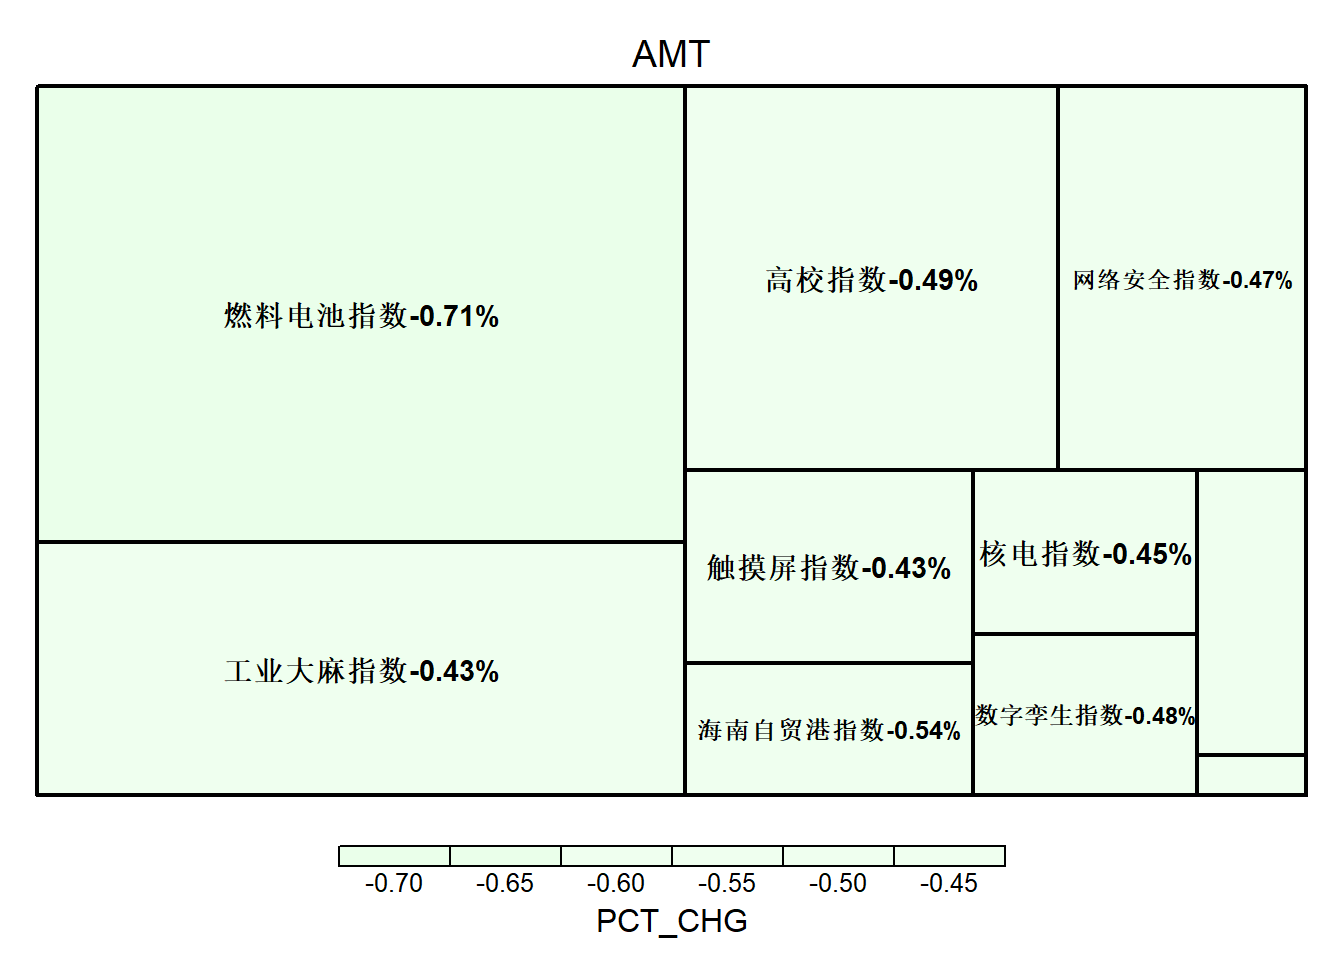 AMT
燃料电池指数-0.71%
高校指数-0.49%
网络安全指数-0.47%
工业大麻指数-0.43%
触摸屏指数-0.43%
核电指数-0.45%
海南自贸港指数-0.54%
数字孪生指数-0.48%
-0.70 -0.65 -0.60 -0.55 -0.50 -0.45
PCT_CHG